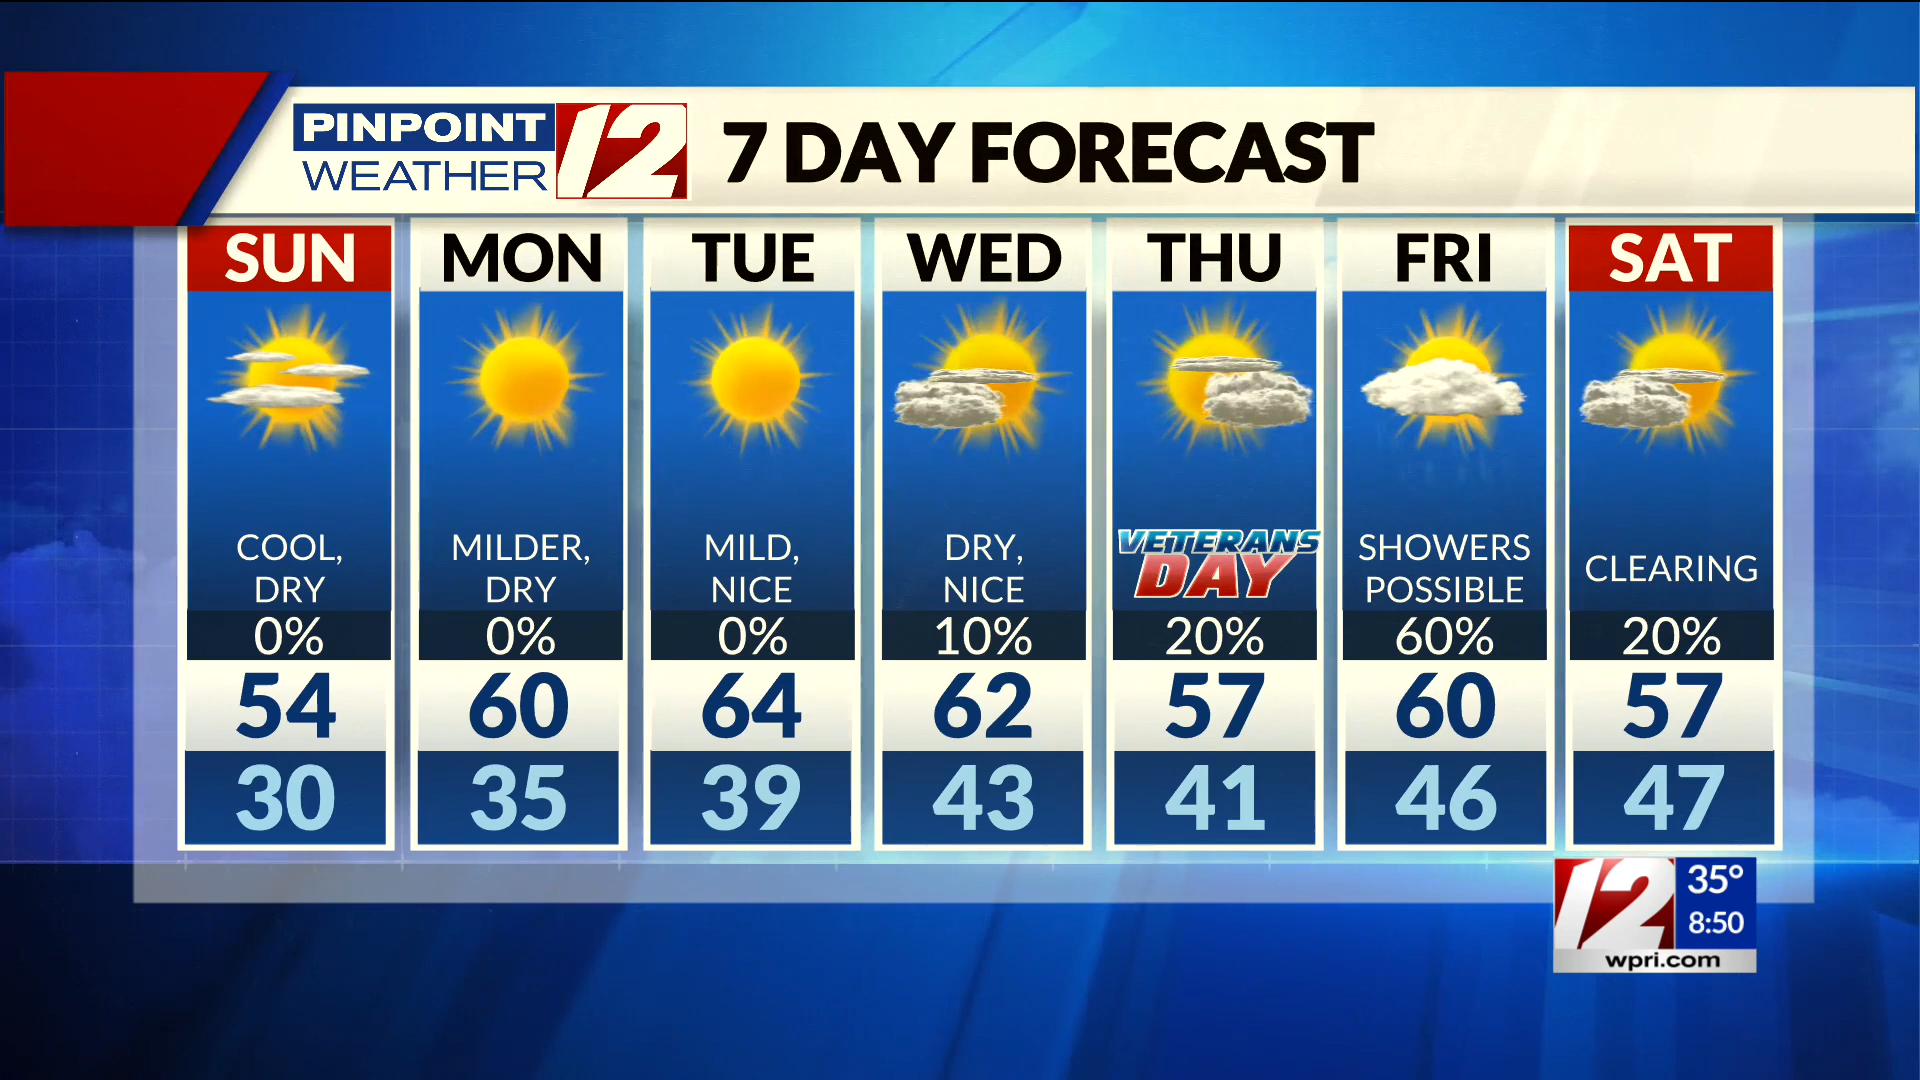 PINPOINT
WEATHER
12
7 DAY FORECAST
SUN
MON
TUE
WED
THU
FRI
SAT
COOL,
DRY
MILDER,
DRY
MILD,
NICE
DRY,
NICE
VETERANS
DAY
SHOWERS
POSSIBLE
CLEARING
0%
0%
0%
10%
20%
60%
20%
54
60
64
62
57
60
57
30
35
39
43
41
46
47
12
35°
8:50
wpri.com